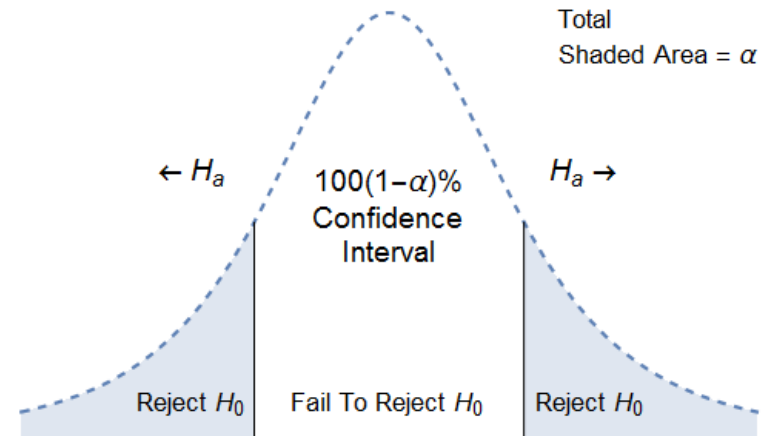 Total
Shaded Area = α
← Hₐ
100(1−α)%
Confidence
Interval
Hₐ →
Reject H₀
Fail To Reject H₀
Reject H₀